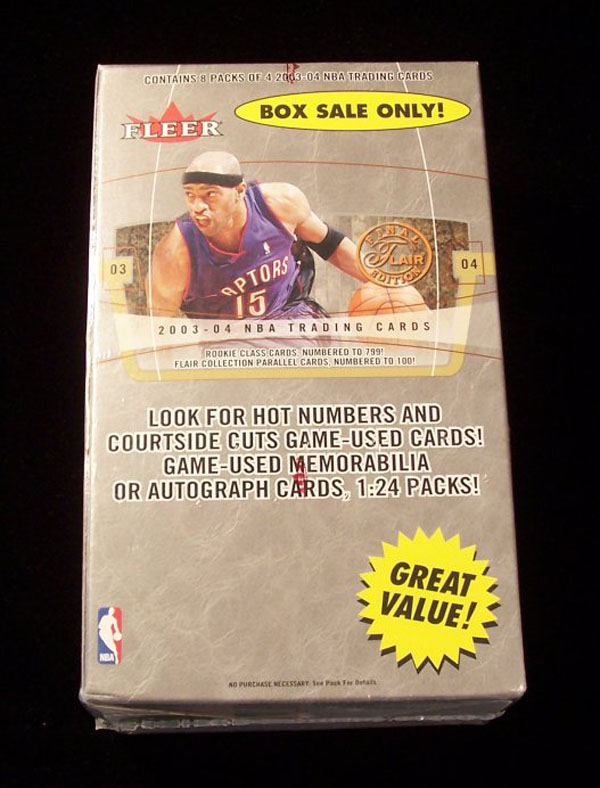 CONTAINS 8 PACKS OF 4 2003-04 NBA TRADING CARDS
BOX SALE ONLY!
FLEER
FINAL
FLAIR
EDITION
03
04
APTORS
15
2003-04 NBA TRADING CARDS
ROOKIE CLASS CARDS, NUMBERED TO 799!
FLAIR COLLECTION PARALLEL CARDS, NUMBERED TO 100!
LOOK FOR HOT NUMBERS AND
COURTSIDE CUTS GAME-USED CARDS!
GAME-USED MEMORABILIA
OR AUTOGRAPH CARDS, 1:24 PACKS!
GREAT
VALUE!
NBA
NO PURCHASE NECESSARY. See Pack For Details